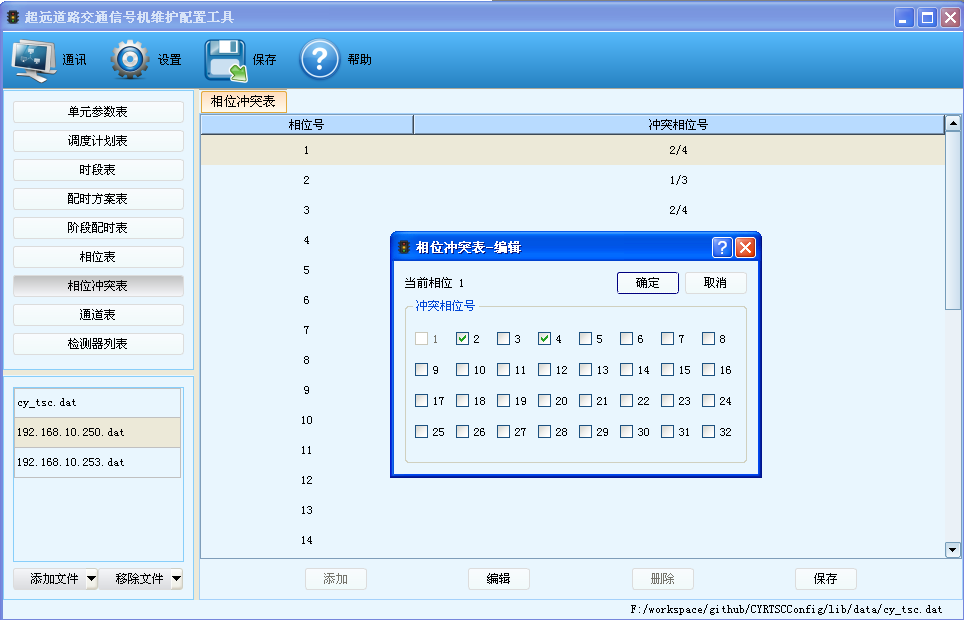 超远道路交通信号机维护配置工具
通讯 设置 保存 帮助
单元参数表
调度计划表
时段表
配时方案表
阶段配时表
相位表
相位冲突表
通道表
检测器列表
cy_tsc.dat
192.168.10.250.dat
192.168.10.253.dat
添加文件 移除文件
相位冲突表
相位号 冲突相位号
1 2/4
2 1/3
3 2/4
4
5
6
7
8
9
10
11
12
13
14
相位冲突表-编辑
当前相位 1 确定 取消
冲突相位号
1 2 3 4 5 6 7 8
9 10 11 12 13 14 15 16
17 18 19 20 21 22 23 24
25 26 27 28 29 30 31 32
添加 编辑 删除 保存
F:/workspace/github/CYRTSCConfig/lib/data/cy_tsc.dat